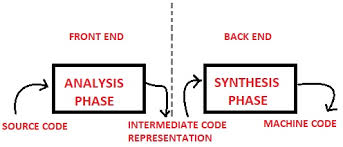 FRONT END
BACK END
ANALYSIS
PHASE
SYNTHESIS
PHASE
SOURCE CODE
INTERMEDIATE CODE
REPRESENTATION
MACHINE CODE